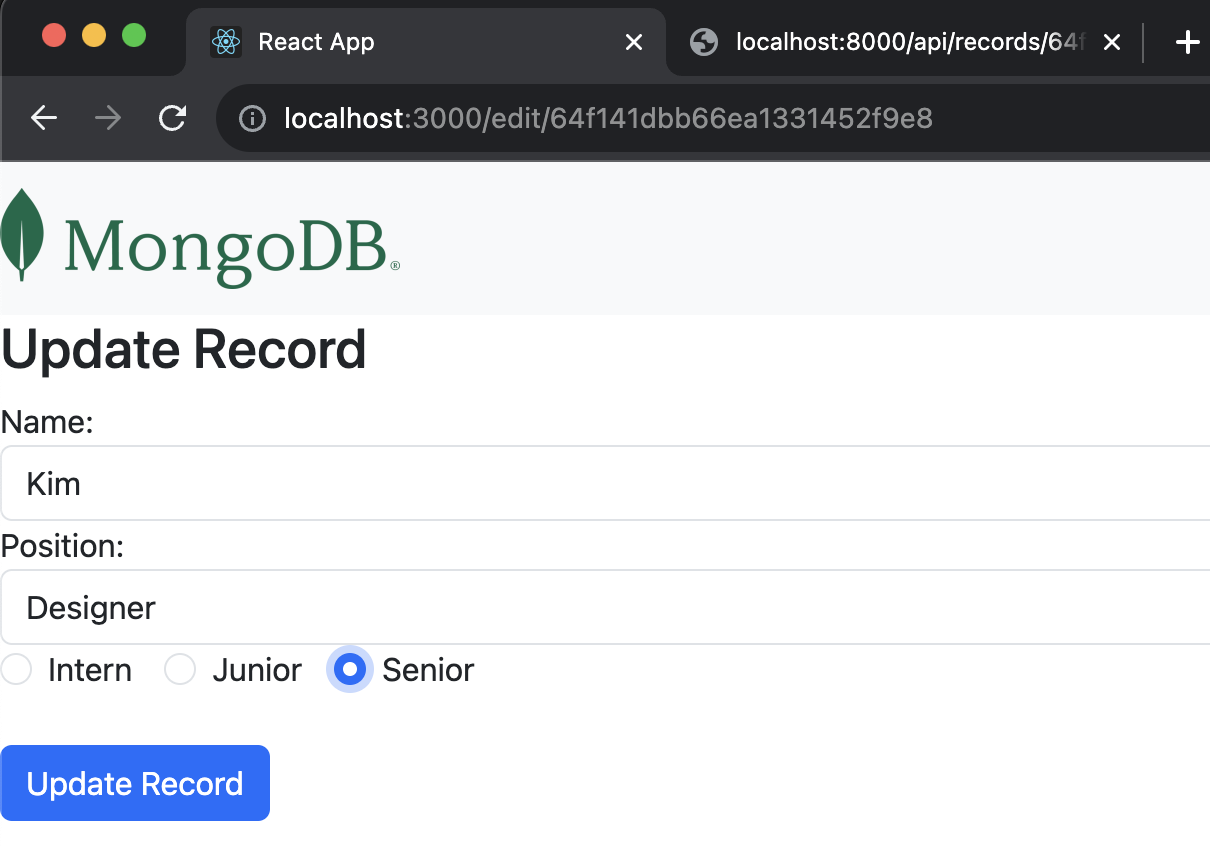 React App
localhost:8000/api/records/64f
localhost:3000/edit/64f141dbb66ea1331452f9e8
MongoDB®
Update Record
Name:
Kim
Position:
Designer
Intern Junior Senior
Update Record